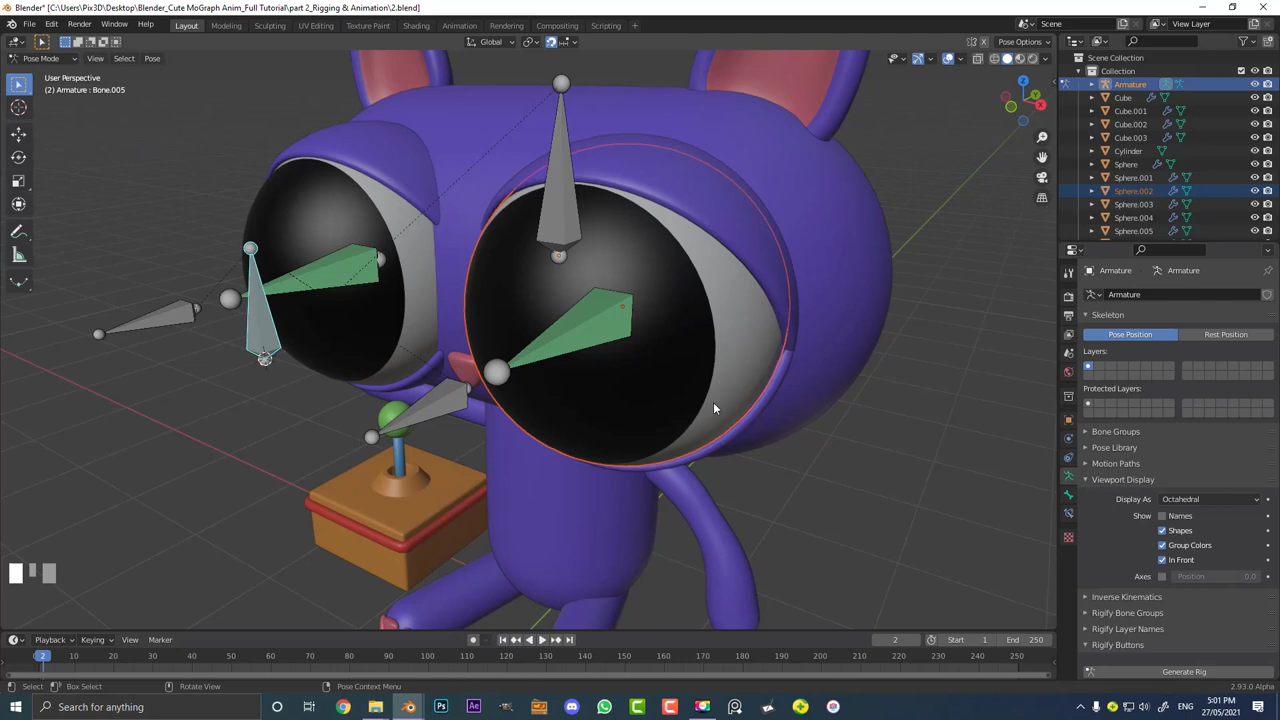 Blender* [C:\Users\Pix3D\Desktop\Blender_Cute MoGraph Anim_Full Tutorial\part 2_Rigging & Animation\2.blend]
File Edit Render Window Help Layout Modeling Sculpting UV Editing Texture Paint Shading Animation Rendering Compositing Scripting + Scene View Layer
Global Pose Options
Pose Mode View Select Pose
User Perspective
(2) Armature : Bone.005
Z
Y
X
Scene Collection
Collection
Armature
Cube
Cube.001
Cube.002
Cube.003
Cylinder
Sphere
Sphere.001
Sphere.002
Sphere.003
Sphere.004
Sphere.005
Armature Armature
Armature
Skeleton
Pose Position Rest Position
Layers:
Protected Layers:
Bone Groups
Pose Library
Motion Paths
Viewport Display
Display As Octahedral
Show Names
Shapes
Group Colors
In Front
Axes Position 0.0
Inverse Kinematics
Rigify Bone Groups
Rigify Layer Names
Rigify Buttons
Generate Rig
Playback Keying View Marker 2 Start 1 End 250
2 10 20 30 40 50 60 70 80 90 100 110 120 130 140 150 160 170 180 190 200 210 220 230 240 250
Select Box Select Rotate View Pose Context Menu 2.93.0 Alpha
Search for anything
5:01 PM
27/05/2021